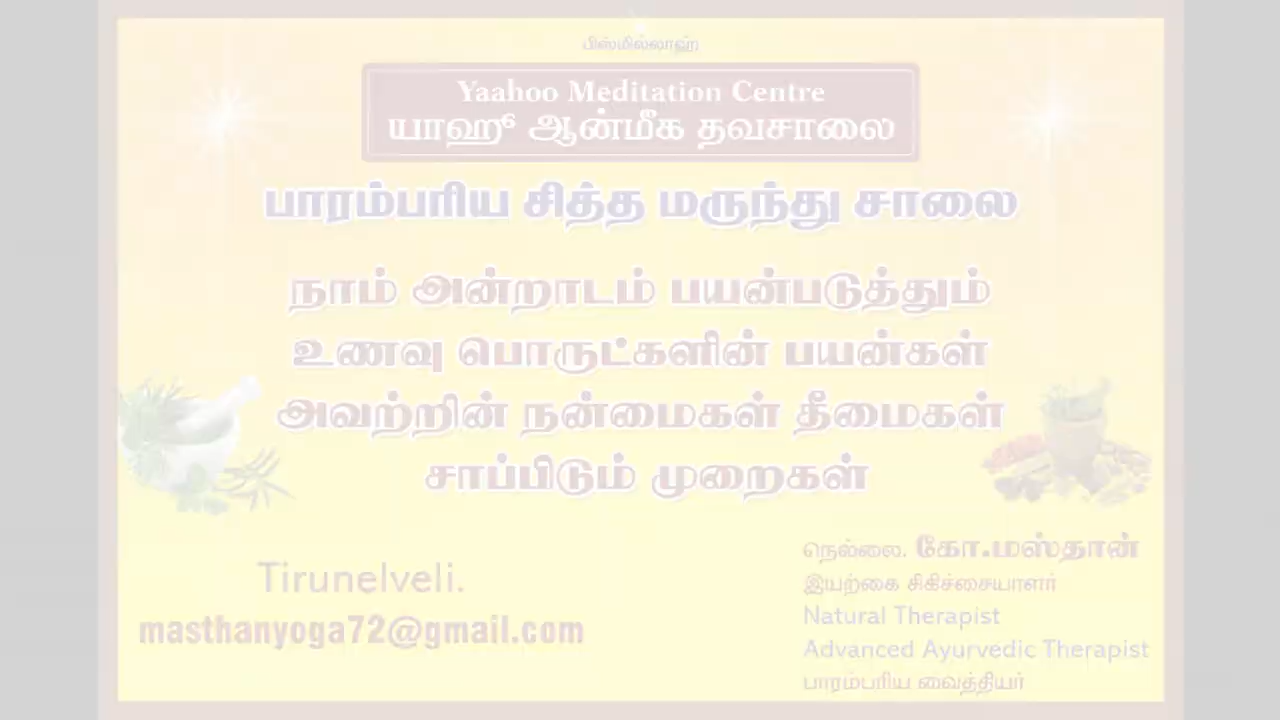 பிஸ்மில்லாஹ்
Yaahoo Meditation Centre
யாஹூ ஆன்மீக தவசாலை
பாரம்பரிய சித்த மருந்து சாலை
நாம் அன்றாடம் பயன்படுத்தும்
உணவு பொருட்களின் பயன்கள்
அவற்றின் நன்மைகள் தீமைகள்
சாப்பிடும் முறைகள்
Tirunelveli.
masthanyoga72@gmail.com
நெல்லை. கோ.மஸ்தான்
இயற்கை சிகிச்சையாளர்
Natural Therapist
Advanced Ayurvedic Therapist
பாரம்பரிய வைத்தியர்